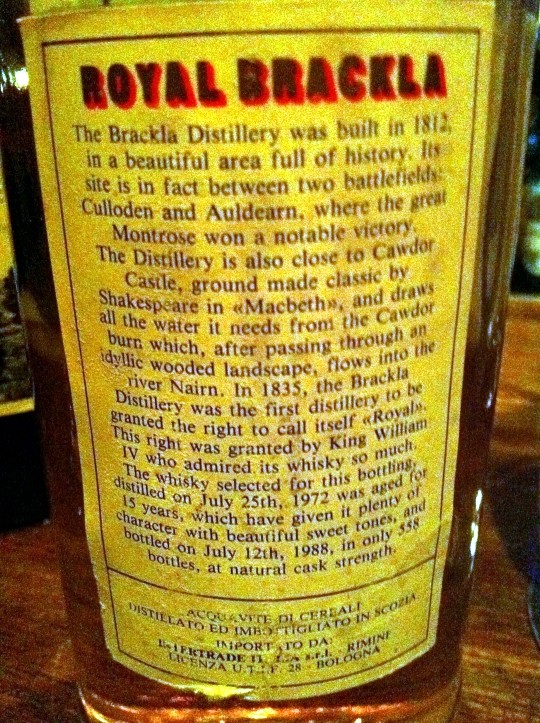 ROYAL BRACKLA
The Brackla Distillery was built in 1812,
in a beautiful area full of history. Its
site is in fact between two battlefields:
Culloden and Auldearn, where the great
Montrose won a notable victory.
The Distillery is also close to Cawdor
Castle, ground made classic by
Shakespeare in «Macbeth», and draws
all the water it needs from the Cawdor
burn which, after passing through an
idyllic wooded landscape, flows into the
river Nairn. In 1835, the Brackla
Distillery was the first distillery to be
granted the right to call itself «Royal».
This right was granted by King William
IV who admired its whisky so much.
The whisky selected for this bottling,
distilled on July 25th, 1972 was aged for
15 years, which have given it plenty of
character with beautiful sweet tones, and
bottled on July 12th, 1988, in only 558
bottles, at natural cask strength.
ACQUAVITE DI CEREALI
DISTILLATO ED IMBOTTIGLIATO IN SCOZIA
IMPORTATO DA:
s.r.l. - RIMINI
LICENZA U.T.I.F. 28 - BOLOGNA